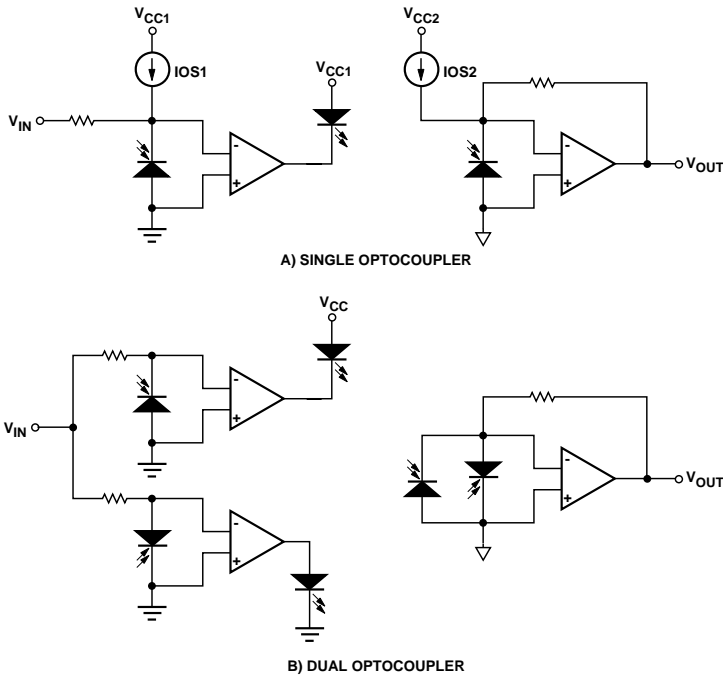 VCC1
VCC2
IOS1
VCC1
IOS2
VIN
-
+
-
+
VOUT
A) SINGLE OPTOCOUPLER
VCC
-
+
VIN
-
+
VOUT
-
+
B) DUAL OPTOCOUPLER